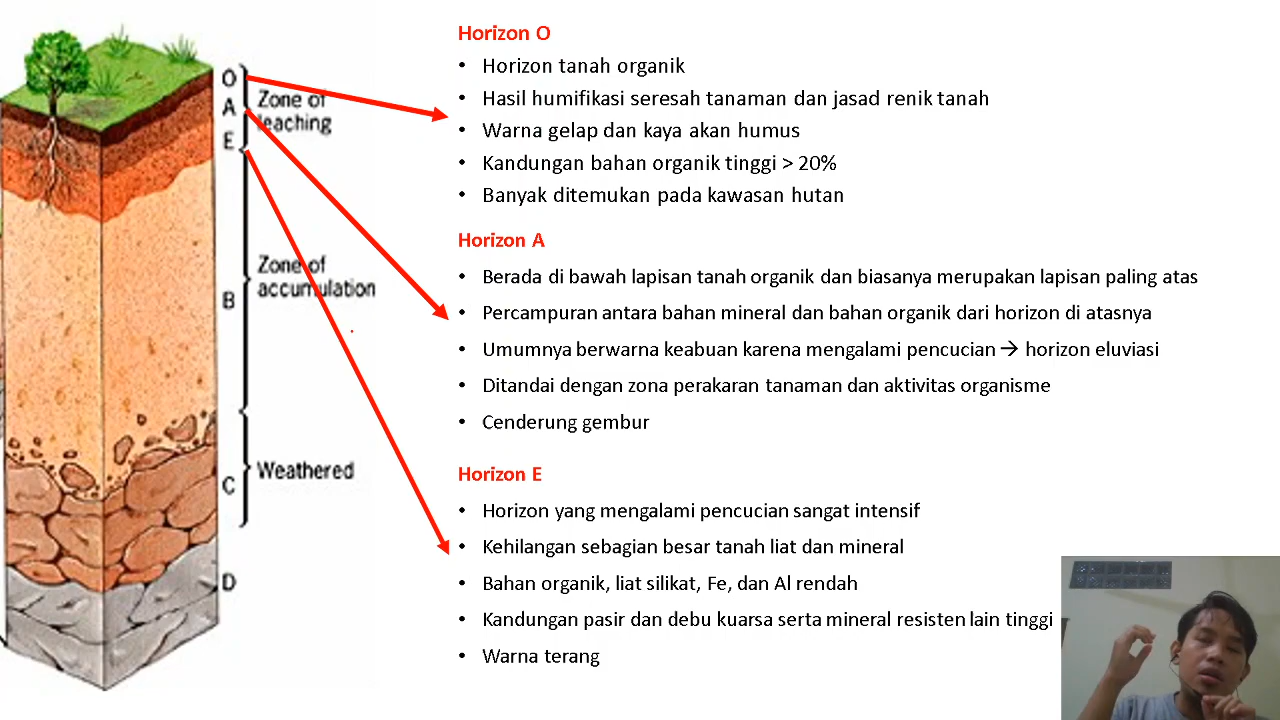 O
A
E
Zone of
leaching
Zone of
accumulation
B
Weathered
C
D
Horizon O
• Horizon tanah organik
• Hasil humifikasi seresah tanaman dan jasad renik tanah
• Warna gelap dan kaya akan humus
• Kandungan bahan organik tinggi > 20%
• Banyak ditemukan pada kawasan hutan
Horizon A
• Berada di bawah lapisan tanah organik dan biasanya merupakan lapisan paling atas
• Percampuran antara bahan mineral dan bahan organik dari horizon di atasnya
• Umumnya berwarna keabuan karena mengalami pencucian → horizon eluviasi
• Ditandai dengan zona perakaran tanaman dan aktivitas organisme
• Cenderung gembur
Horizon E
• Horizon yang mengalami pencucian sangat intensif
• Kehilangan sebagian besar tanah liat dan mineral
• Bahan organik, liat silikat, Fe, dan Al rendah
• Kandungan pasir dan debu kuarsa serta mineral resisten lain tinggi
• Warna terang